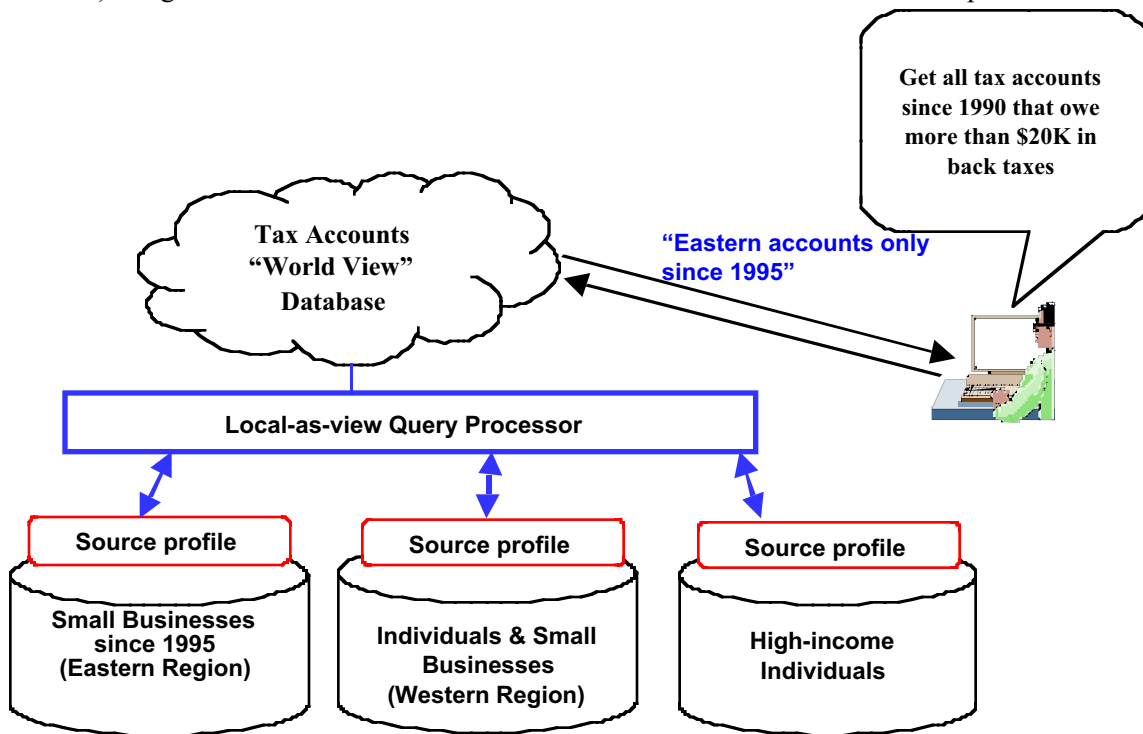 Get all tax accounts
since 1990 that owe
more than $20K in
back taxes
Tax Accounts
“World View”
Database
“Eastern accounts only
since 1995”
Local-as-view Query Processor
Source profile
Source profile
Source profile
Small Businesses
since 1995
(Eastern Region)
Individuals & Small
Businesses
(Western Region)
High-income
Individuals